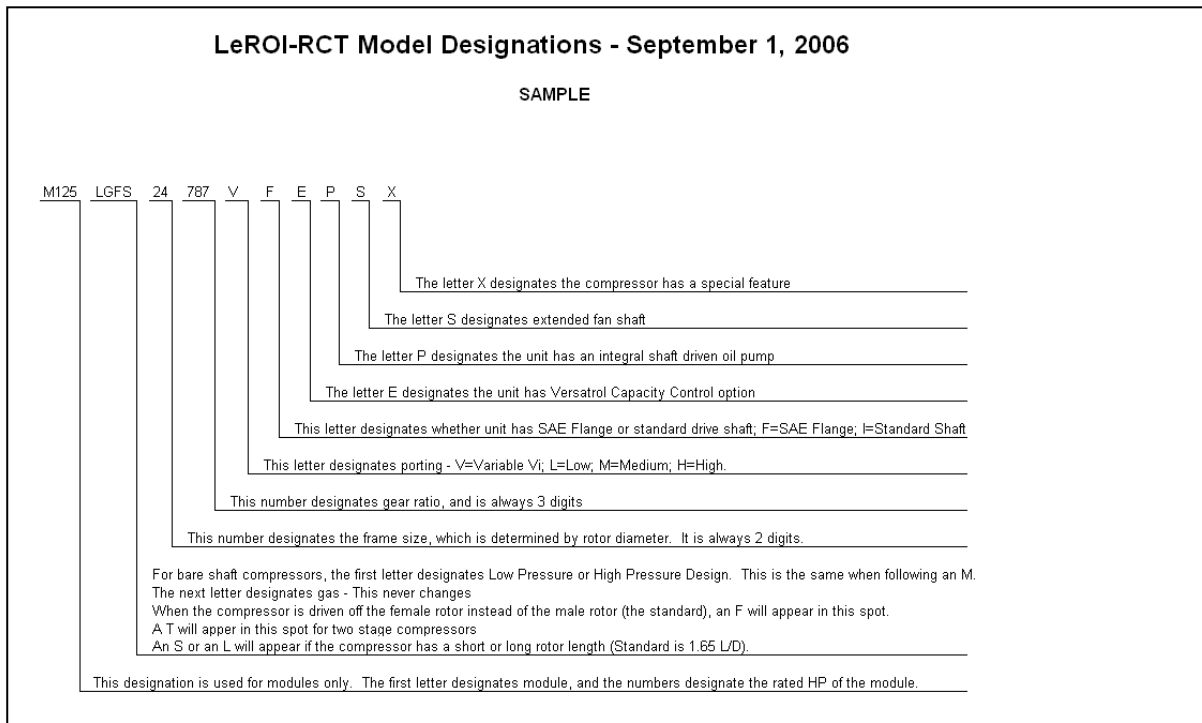 LeROI-RCT Model Designations - September 1, 2006
SAMPLE
M125 LGFS 24 787 V F E P S X
The letter X designates the compressor has a special feature
The letter S designates extended fan shaft
The letter P designates the unit has an integral shaft driven oil pump
The letter E designates the unit has Versatrol Capacity Control option
This letter designates whether unit has SAE Flange or standard drive shaft; F=SAE Flange; I=Standard Shaft
This letter designates porting - V=Variable Vi; L=Low; M=Medium; H=High.
This number designates gear ratio, and is always 3 digits
This number designates the frame size, which is determined by rotor diameter. It is always 2 digits.
For bare shaft compressors, the first letter designates Low Pressure or High Pressure Design. This is the same when following an M.
The next letter designates gas - This never changes
When the compressor is driven off the female rotor instead of the male rotor (the standard), an F will appear in this spot.
A T will apper in this spot for two stage compressors
An S or an L will appear if the compressor has a short or long rotor length (Standard is 1.65 L/D).
This designation is used for modules only. The first letter designates module, and the numbers designate the rated HP of the module.